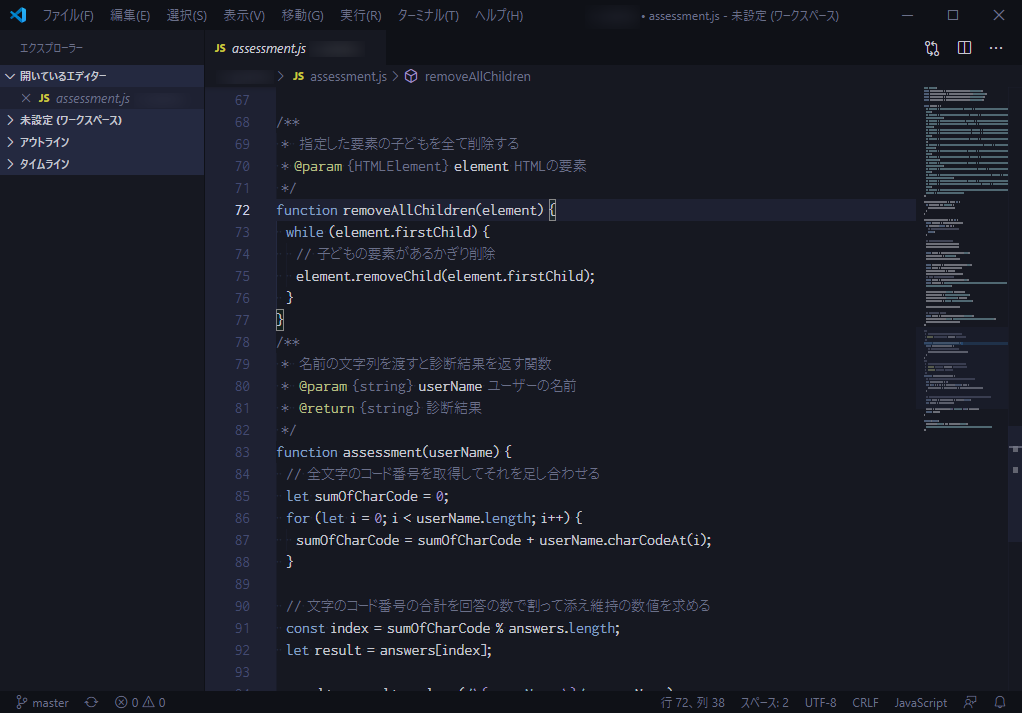 ファイル(F) 編集(E) 選択(S) 表示(V) 移動(G) 実行(R) ターミナル(T) ヘルプ(H) • assessment.js - 未設定 (ワークスペース)
エクスプローラー
JS assessment.js
開いているエディター
JS assessment.js
未設定 (ワークスペース)
アウトライン
タイムライン
JS assessment.js > removeAllChildren
67
68 /**
69 * 指定した要素の子どもを全て削除する
70 * @param {HTMLElement} element HTMLの要素
71 */
72 function removeAllChildren(element) {
73 while (element.firstChild) {
74 // 子どもの要素があるかぎり削除
75 element.removeChild(element.firstChild);
76 }
77 }
78 /**
79 * 名前の文字列を渡すと診断結果を返す関数
80 * @param {string} userName ユーザーの名前
81 * @return {string} 診断結果
82 */
83 function assessment(userName) {
84 // 全文字のコード番号を取得してそれを足し合わせる
85 let sumOfCharCode = 0;
86 for (let i = 0; i < userName.length; i++) {
87 sumOfCharCode = sumOfCharCode + userName.charCodeAt(i);
88 }
89
90 // 文字のコード番号の合計を回答の数で割って添え維持の数値を求める
91 const index = sumOfCharCode % answers.length;
92 let result = answers[index];
93
master 0 0 行 72、列 38 スペース: 2 UTF-8 CRLF JavaScript